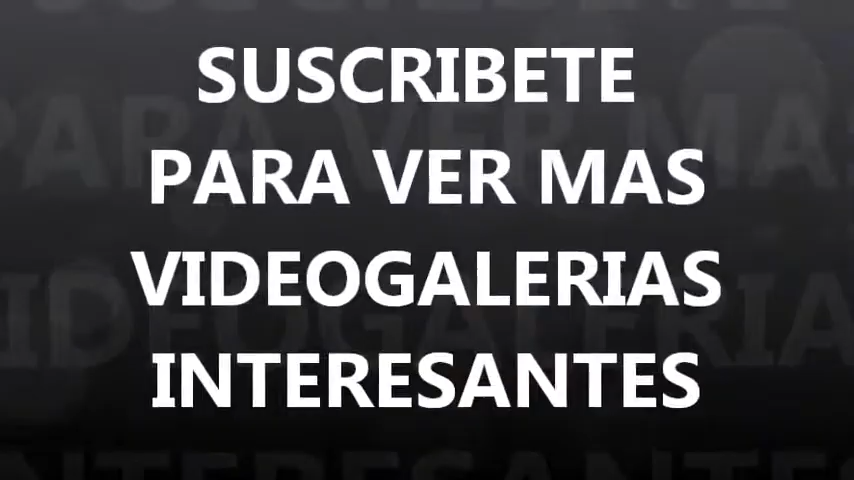 SUSCRIBETE
PARA VER MAS
VIDEOGALERIAS
INTERESANTES